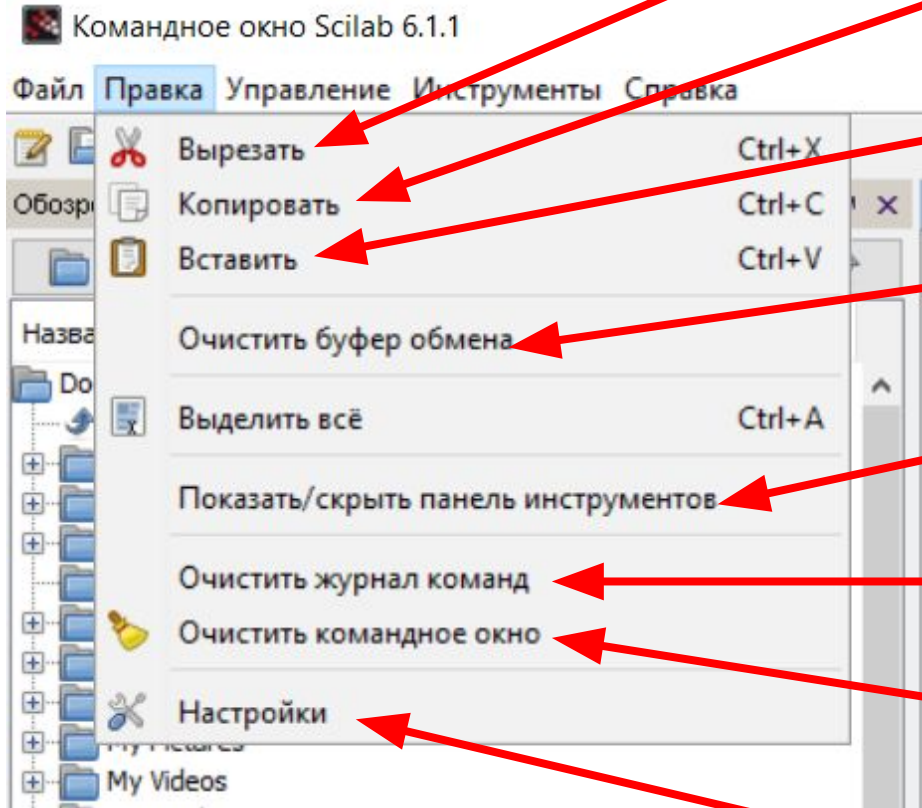 Командное окно Scilab 6.1.1
Файл Правка Управление Инструменты Справка
Вырезать Ctrl+X
Копировать Ctrl+C
Вставить Ctrl+V
Очистить буфер обмена
Выделить всё Ctrl+A
Показать/скрыть панель инструментов
Очистить журнал команд
Очистить командное окно
Настройки
My Videos